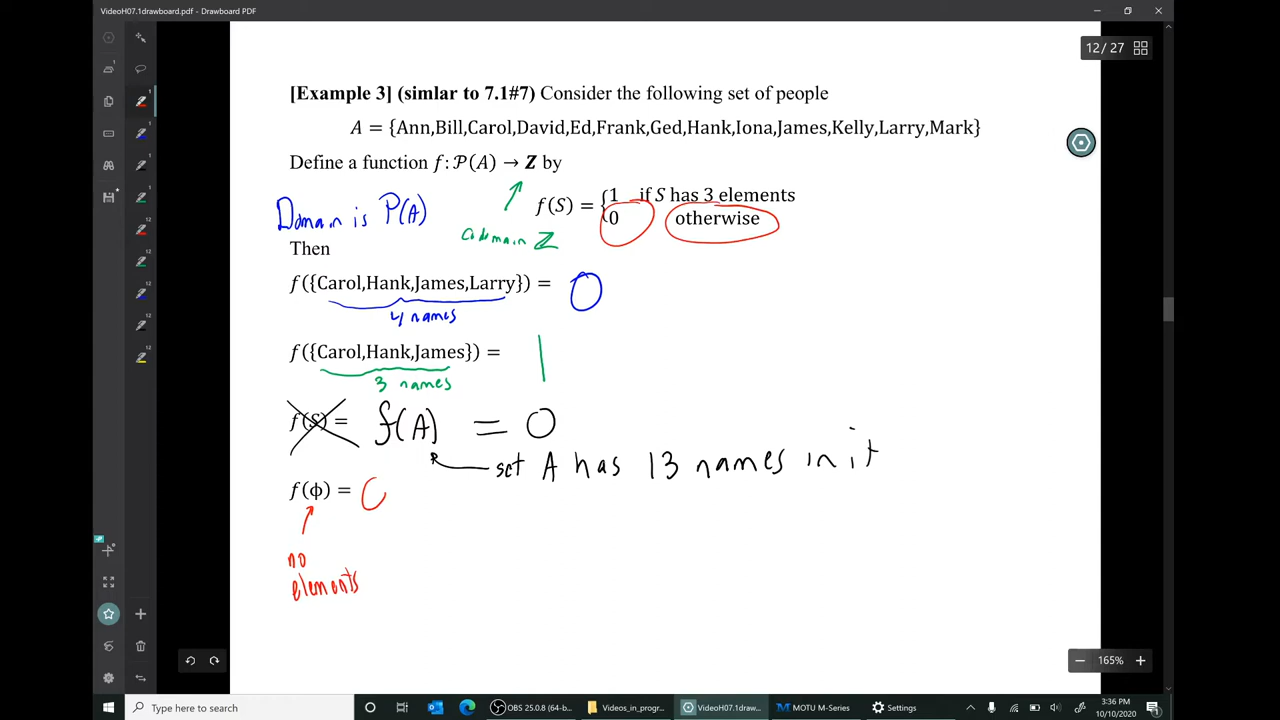 VideoH07.1drawboard.pdf - Drawboard PDF
12/27
[Example 3] (simlar to 7.1#7) Consider the following set of people
A = {Ann,Bill,Carol,David,Ed,Frank,Ged,Hank,Iona,James,Kelly,Larry,Mark}
Define a function f: 𝒫(A) → Z by
f(S) = {1 if S has 3 elements
0 otherwise
Domain is P(A)
codomain ℤ
Then
f({Carol,Hank,James,Larry}) = 0
4 names
f({Carol,Hank,James}) = 1
3 names
f(S) = f(A) = 0
set A has 13 names in it
f(ϕ) =
no
elements
165%
Type here to search
OBS 25.0.8 (64-b...
Videos_in_progr...
VideoH07.1draw...
MOTU M-Series
Settings
3:36 PM
10/10/2020